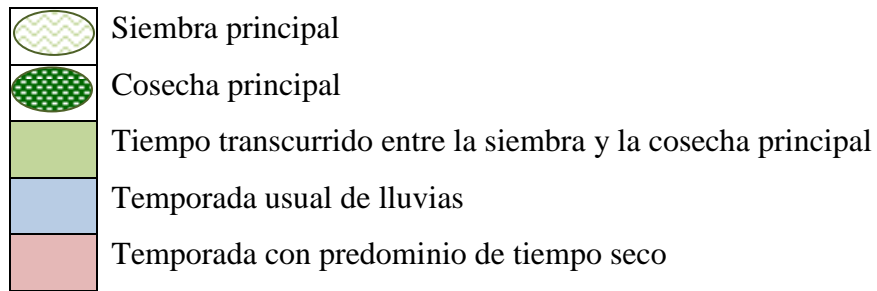 Siembra principal
Cosecha principal
Tiempo transcurrido entre la siembra y la cosecha principal
Temporada usual de lluvias
Temporada con predominio de tiempo seco